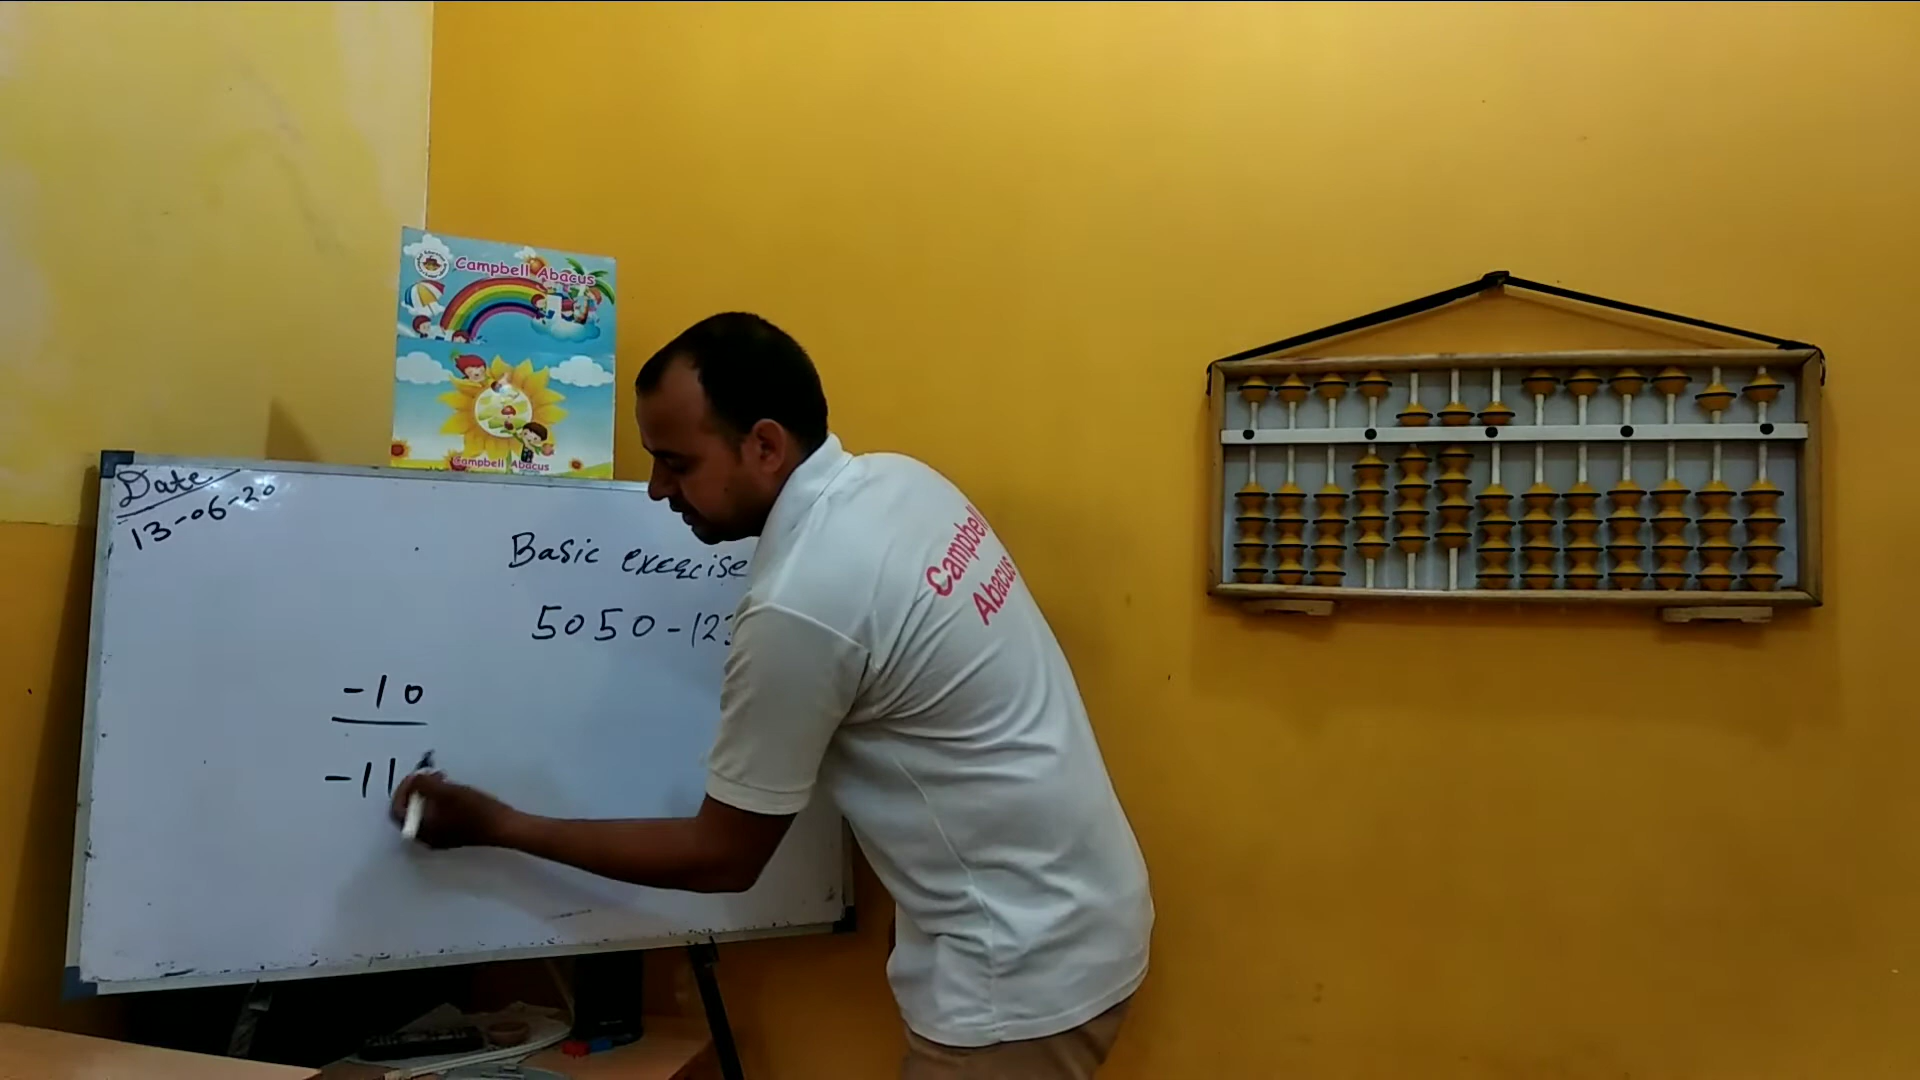 Campbell Abacus
Campbell Abacus
Date
13-06-20
Basic exercise
5050-12
-10
-11
Campbell
Abacus